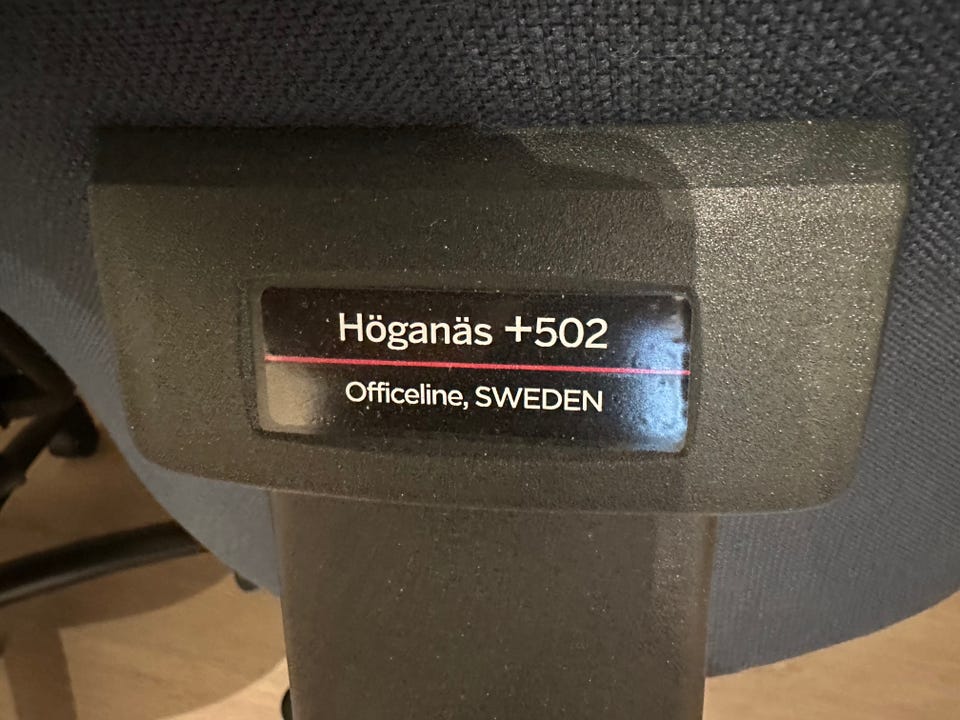 Höganäs +502
Officeline, SWEDEN